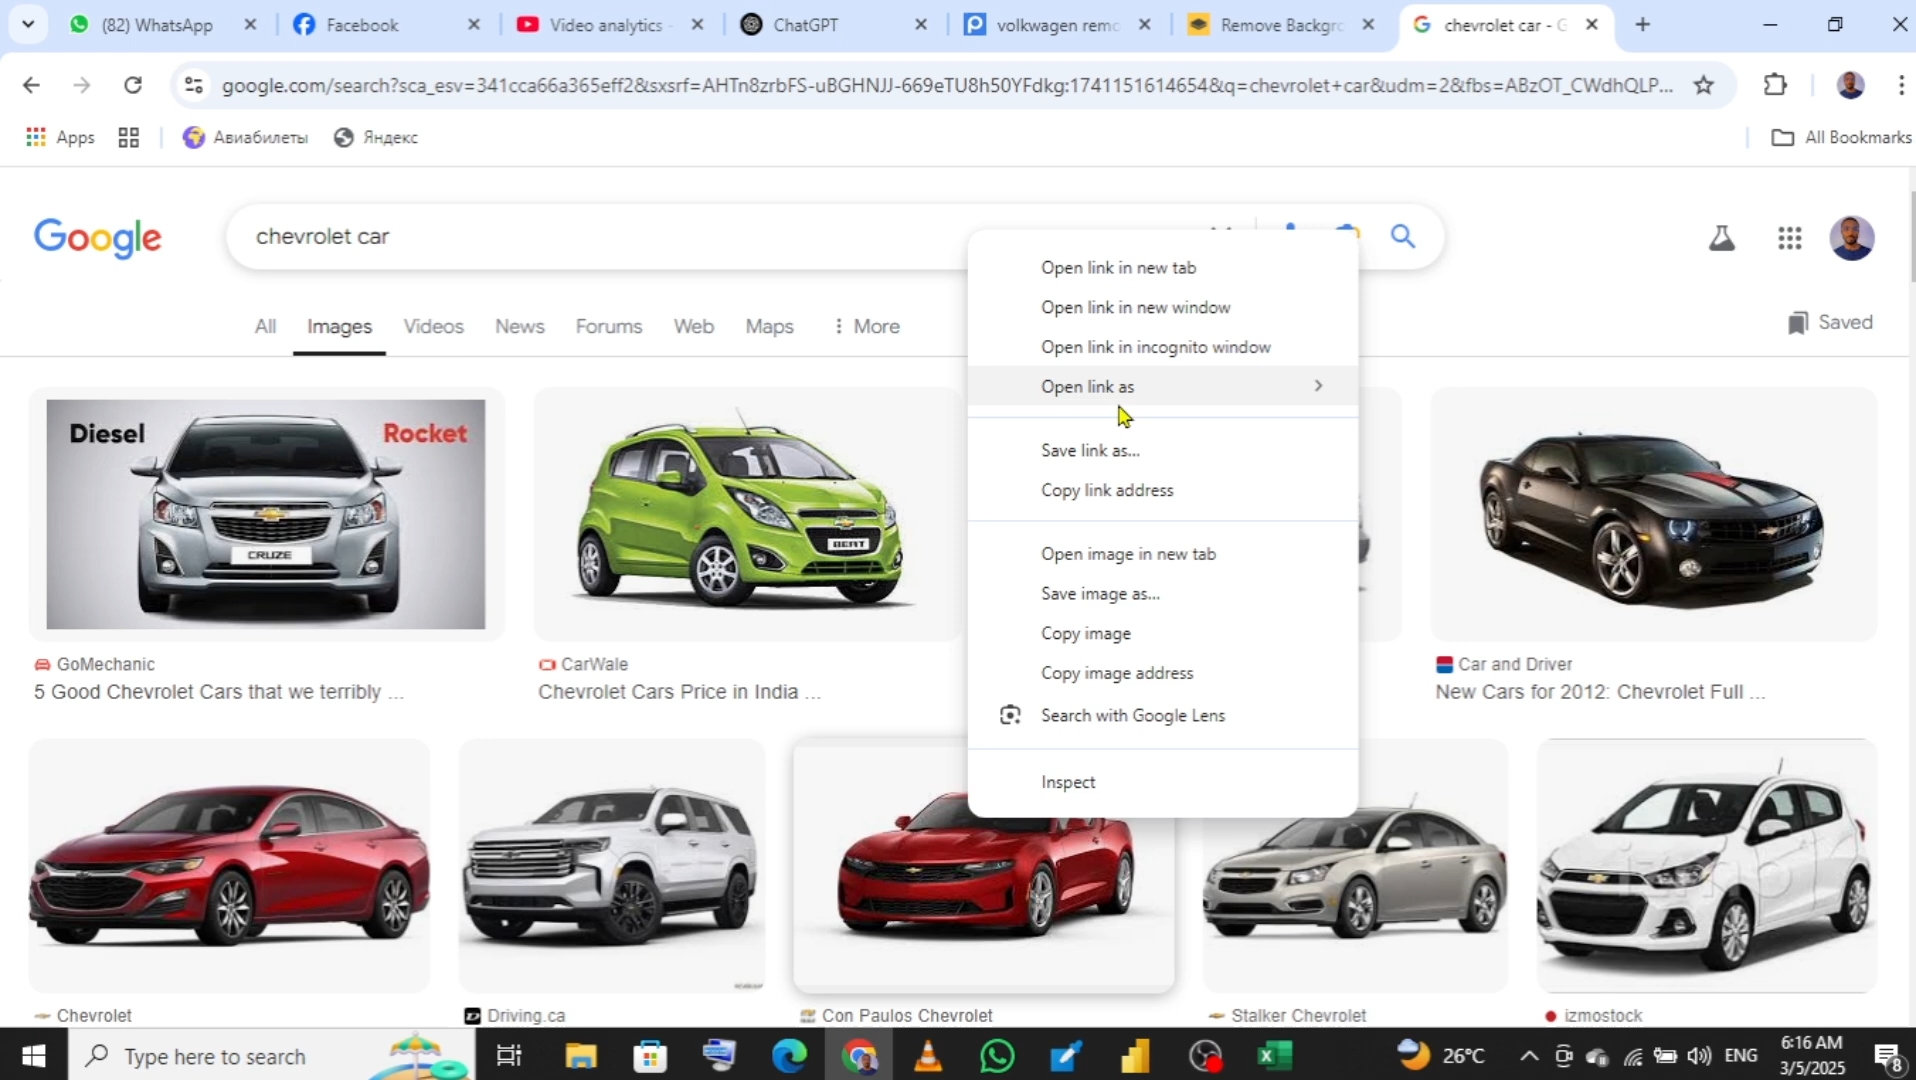 (82) WhatsApp
Facebook
Video analytics -
ChatGPT
volkwagen remo
Remove Backgro
chevrolet car - G
google.com/search?sca_esv=341cca66a365eff2&sxsrf=AHTn8zrbFS-uBGHNJJ-669eTU8h50YFdkg:1741151614654&q=chevrolet+car&udm=2&fbs=ABzOT_CWdhQLP...
Apps
Авиабилеты
Яндекс
All Bookmarks
Google
chevrolet car
All
Images
Videos
News
Forums
Web
Maps
More
Saved
Open link in new tab
Open link in new window
Open link in incognito window
Open link as
Save link as...
Copy link address
Open image in new tab
Save image as...
Copy image
Copy image address
Search with Google Lens
Inspect
Diesel
Rocket
CRUZE
BEAT
GoMechanic
5 Good Chevrolet Cars that we terribly ...
CarWale
Chevrolet Cars Price in India ...
Car and Driver
New Cars for 2012: Chevrolet Full ...
Chevrolet
Driving.ca
Con Paulos Chevrolet
Stalker Chevrolet
izmostock
Type here to search
26°C
ENG
6:16 AM
3/5/2025
8